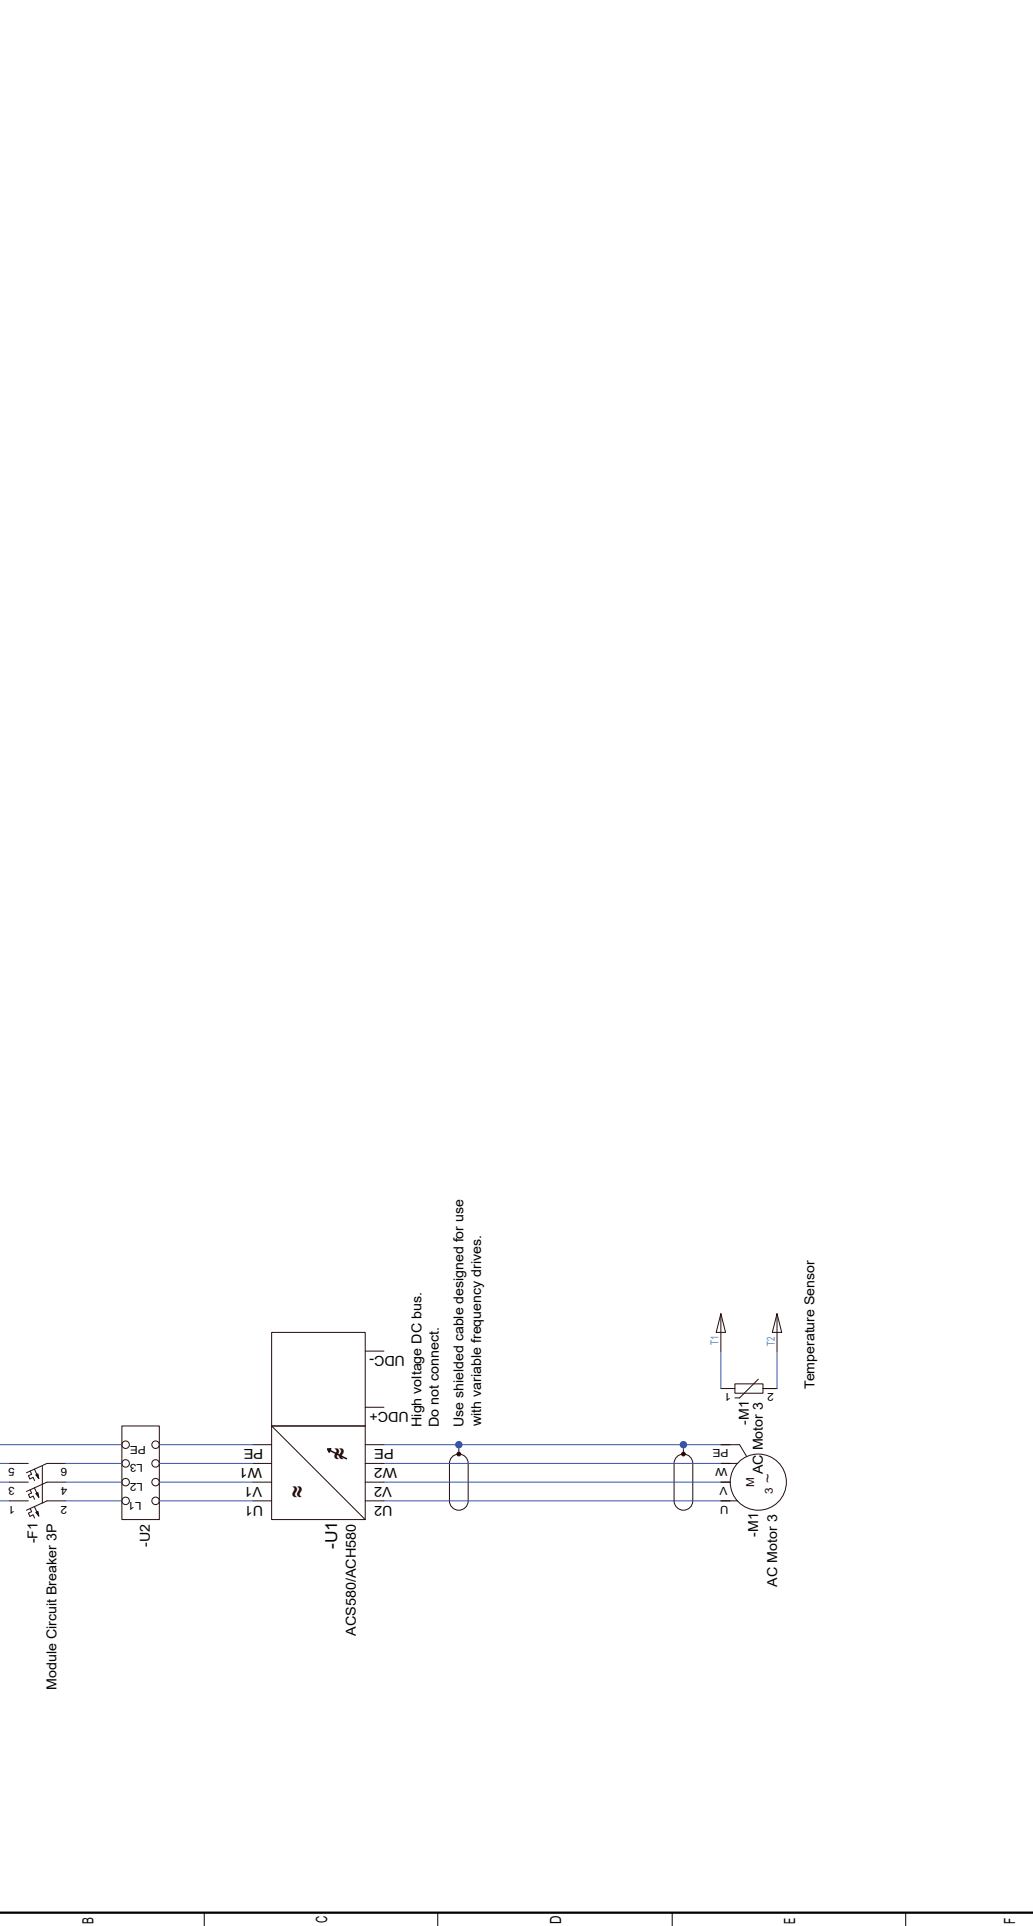 5
3
1
6
4
2
-F1
Module Circuit Breaker 3P
PE
L3
L2
L1
-U2
PE
W1
V1
U1
UDC-
UDC+
≈
≈
-U1
ACS580/ACH580
PE
W2
V2
U2
High voltage DC bus.
Do not connect.
Use shielded cable designed for use
with variable frequency drives.
T1
T2
1
2
-M1
AC Motor 3
Temperature Sensor
PE
W
V
U
M
3 ~
-M1
AC Motor 3
B
C
D
E
F